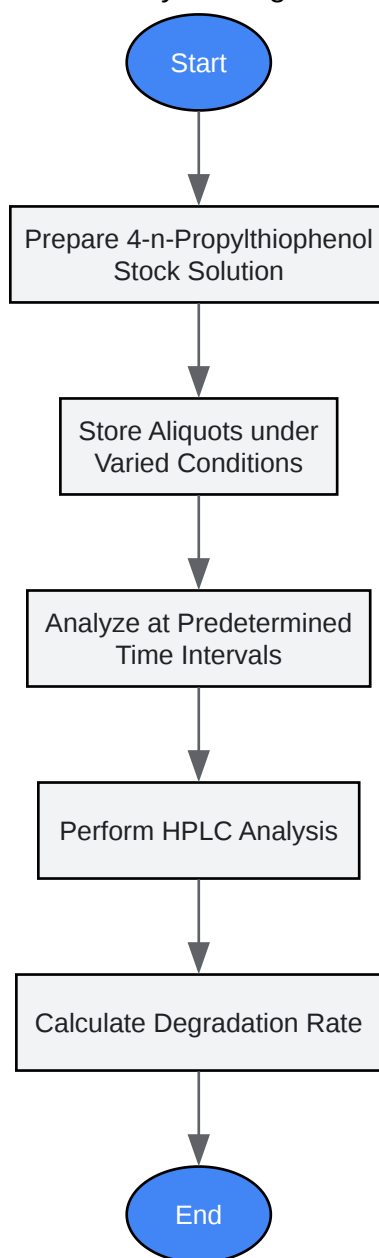 Start
Prepare 4-n-Propylthiophenol
Stock Solution
Store Aliquots under
Varied Conditions
Analyze at Predetermined
Time Intervals
Perform HPLC Analysis
Calculate Degradation Rate
End